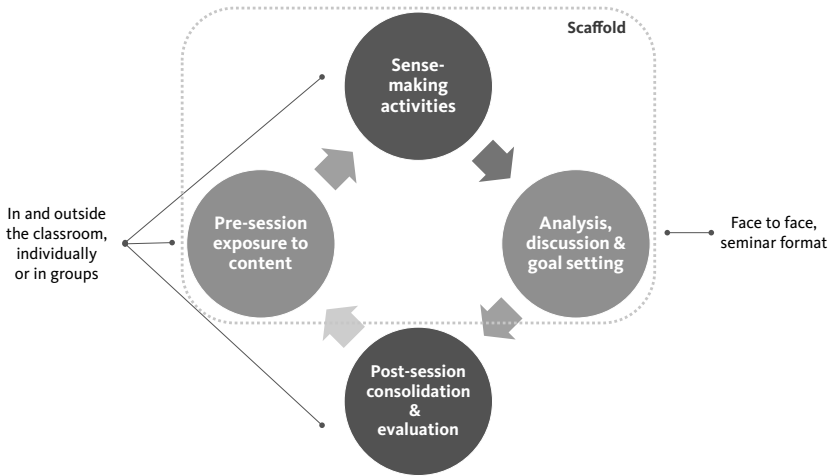 Scaffold
Sense-
making
activities
In and outside
the classroom,
individually
or in groups
Pre-session
exposure to
content
Analysis,
discussion &
goal setting
Face to face,
seminar format
Post-session
consolidation
&
evaluation